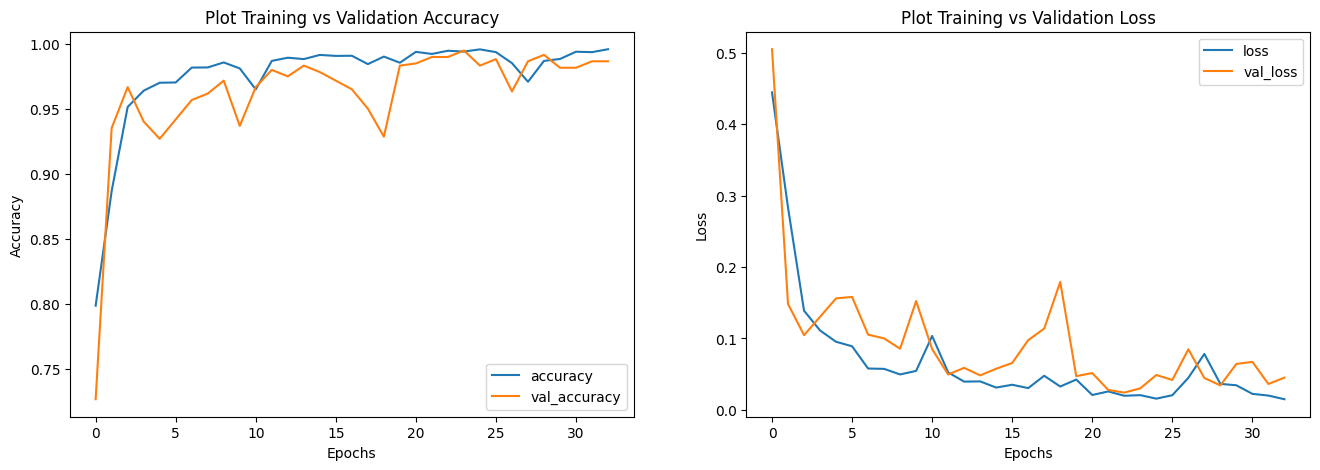 Plot Training vs Validation Accuracy
1.00
0.95
0.90
0.85
0.80
0.75
Accuracy
accuracy
val_accuracy
0 5 10 15 20 25 30
Epochs
Plot Training vs Validation Loss
0.5
0.4
0.3
0.2
0.1
0.0
Loss
loss
val_loss
0 5 10 15 20 25 30
Epochs